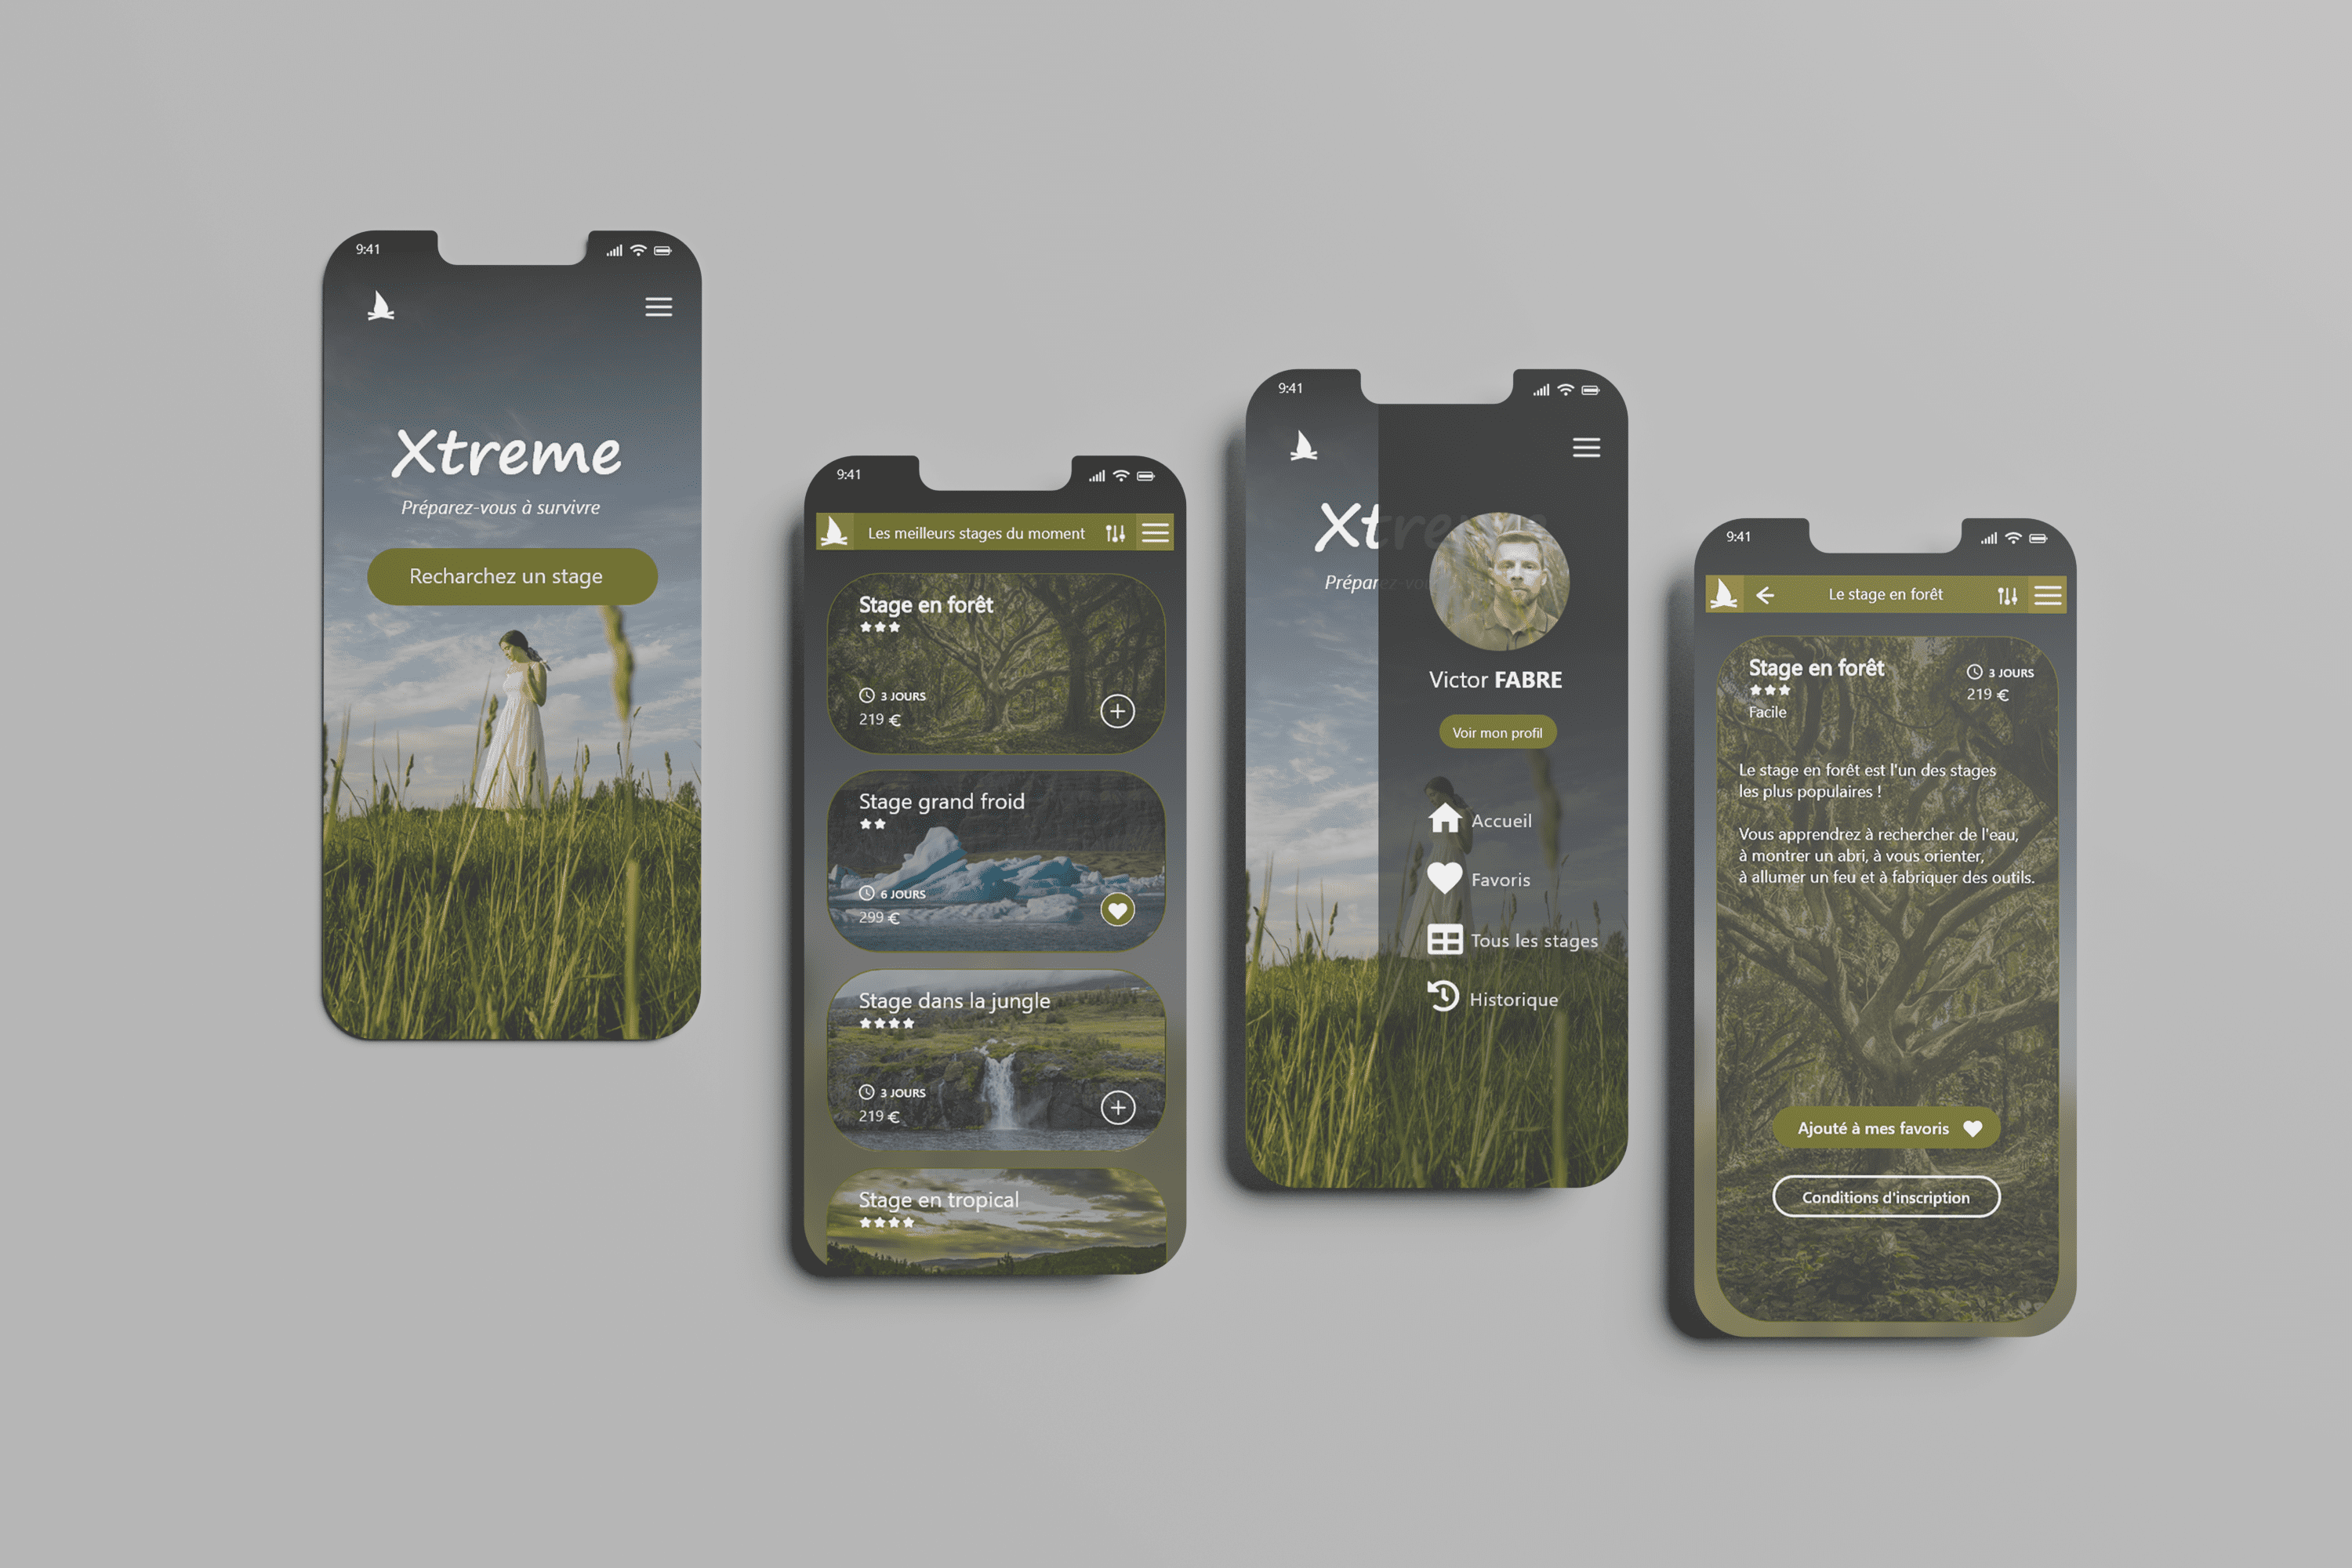 9:41
Xtreme
Préparez-vous à survivre
Recharchez un stage
9:41
Les meilleurs stages du moment
Stage en forêt
3 JOURS
219 €
Stage grand froid
6 JOURS
299 €
Stage dans la jungle
3 JOURS
219 €
Stage en tropical
9:41
Xtreme
Préparez-vou
Victor FABRE
Voir mon profil
Accueil
Favoris
Tous les stages
Historique
9:41
Le stage en forêt
Stage en forêt
3 JOURS
219 €
Facile
Le stage en forêt est l'un des stages
les plus populaires !
Vous apprendrez à rechercher de l'eau,
à montrer un abri, à vous orienter,
à allumer un feu et à fabriquer des outils.
Ajouté à mes favoris
Conditions d'inscription